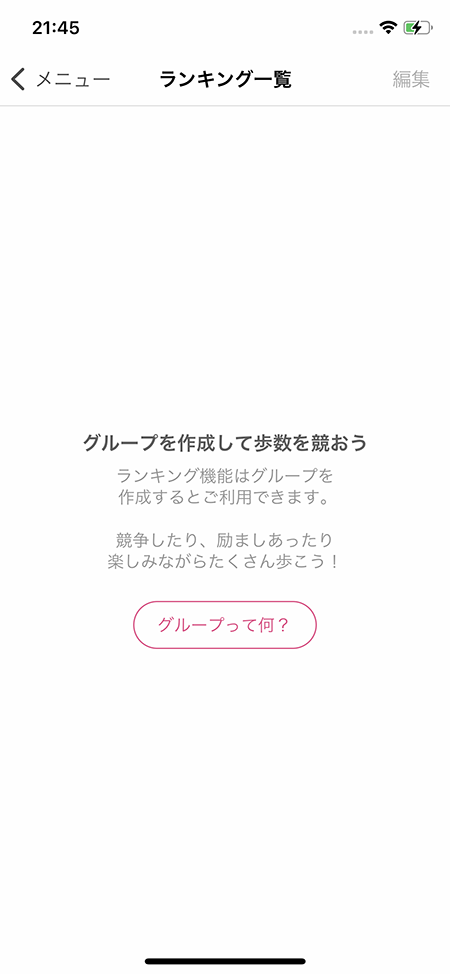 21:45
メニュー
ランキング一覧
編集
グループを作成して歩数を競おう
ランキング機能はグループを
作成するとご利用できます。
競争したり、励ましあったり
楽しみながらたくさん歩こう！
グループって何？